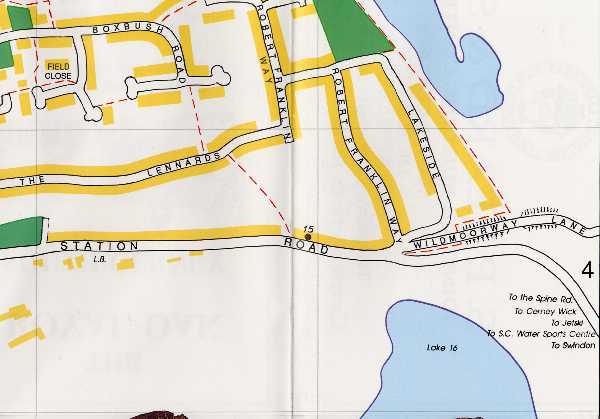 BOXBUSH ROAD
ROBERT FRANKLIN WAY
FIELD
CLOSE
ROBERT FRANKLIN WAY
LAKESIDE
THE LENNARDS
15
STATION ROAD
WILDMOORWAY LANE
L.B.
4
To the Spine Rd.
To Cerney Wick
To Jetski
To S.C. Water Sports Centre
To Swindon
Lake 16